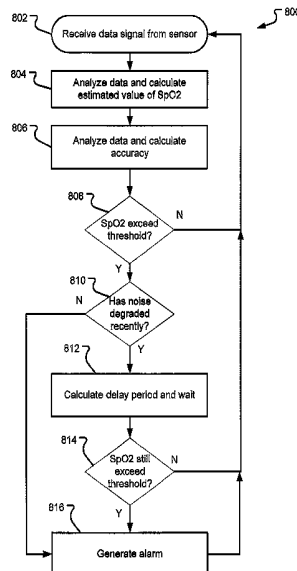 802
800
Receive data signal from sensor
804
Analyze data and calculate
estimated value of SpO2
806
Analyze data and calculate
accuracy
808
SpO2 exceed
threshold?
N
Y
810
N
Has noise
degraded
recently?
812
Y
Calculate delay period and wait
814
SpO2 still
exceed
threshold?
N
816
Y
Generate alarm